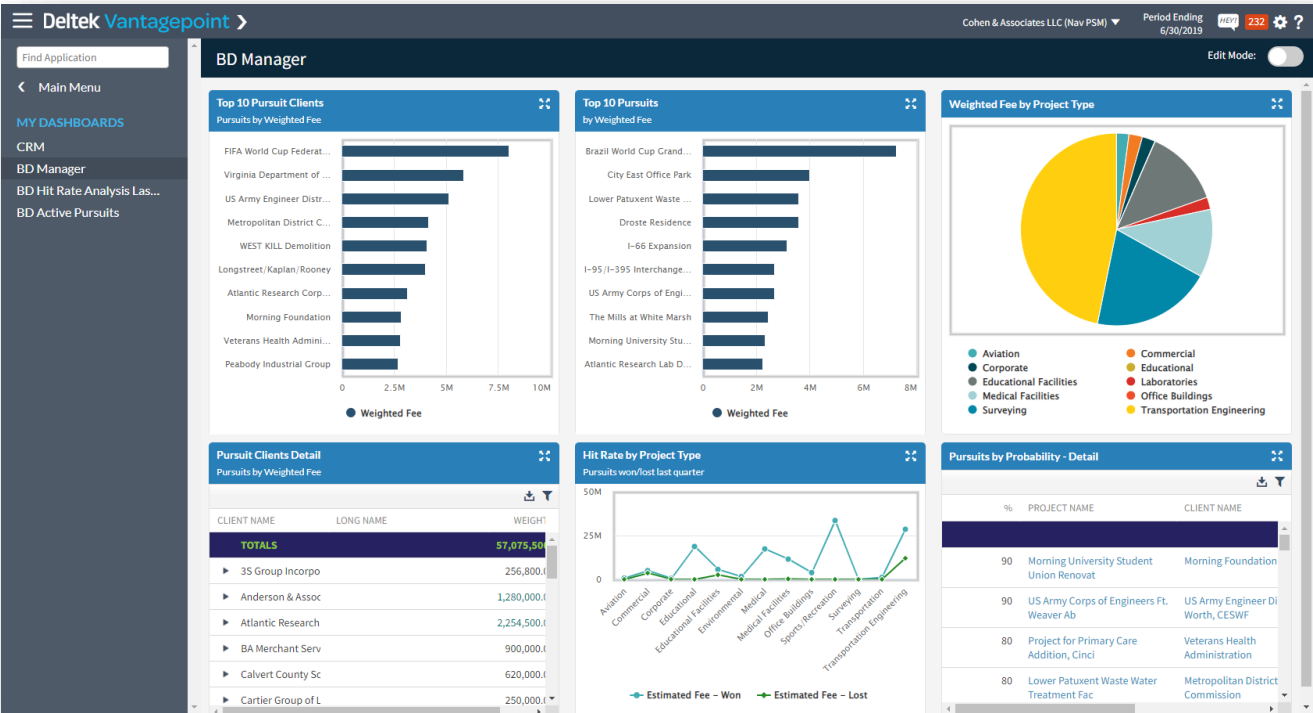 Deltek Vantagepoint ❯
Cohen & Associates LLC (Nav PSM) ▼
Period Ending
6/30/2019
HEY!
232
?
Find Application
❮ Main Menu
MY DASHBOARDS
CRM
BD Manager
BD Hit Rate Analysis Las...
BD Active Pursuits
BD Manager
Edit Mode:
Top 10 Pursuit Clients
Pursuits by Weighted Fee
FIFA World Cup Federat...
Virginia Department of ...
US Army Engineer Distr...
Metropolitan District C...
WEST KILL Demolition
Longstreet/Kaplan/Rooney
Atlantic Research Corp...
Morning Foundation
Veterans Health Admini...
Peabody Industrial Group
0 2.5M 5M 7.5M 10M
Weighted Fee
Top 10 Pursuits
by Weighted Fee
Brazil World Cup Grand...
City East Office Park
Lower Patuxent Waste ...
Droste Residence
I-66 Expansion
I-95/I-395 Interchange...
US Army Corps of Engi...
The Mills at White Marsh
Morning University Stu...
Atlantic Research Lab D...
0 2M 4M 6M 8M
Weighted Fee
Weighted Fee by Project Type
Aviation Commercial
Corporate Educational
Educational Facilities Laboratories
Medical Facilities Office Buildings
Surveying Transportation Engineering
Pursuit Clients Detail
Pursuits by Weighted Fee
CLIENT NAME LONG NAME WEIGHT
TOTALS 57,075,500
3S Group Incorpo 256,800.0
Anderson & Assoc 1,280,000.0
Atlantic Research 2,254,500.0
BA Merchant Serv 900,000.0
Calvert County Sc 620,000.0
Cartier Group of L 250,000.0
Hit Rate by Project Type
Pursuits won/lost last quarter
50M
25M
0
Aviation
Commercial
Corporate
Educational
Educational Facilities
Environmental
Medical
Medical Facilities
Office Buildings
Sports/Recreation
Surveying
Transportation
Transportation Engineering
Estimated Fee - Won Estimated Fee - Lost
Pursuits by Probability - Detail
% PROJECT NAME CLIENT NAME
90 Morning University Student Morning Foundation
Union Renovat
90 US Army Corps of Engineers Ft. US Army Engineer Di
Weaver Ab Worth, CESWF
80 Project for Primary Care Veterans Health
Addition, Cinci Administration
80 Lower Patuxent Waste Water Metropolitan District
Treatment Fac Commission